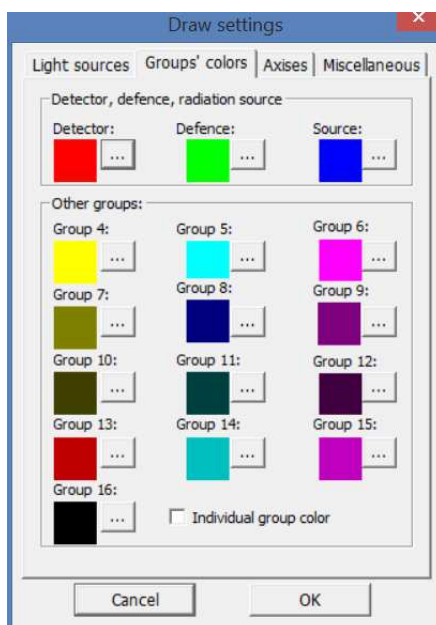 Draw settings
Light sources Groups' colors Axises Miscellaneous
Detector, defence, radiation source
Detector: Defence: Source:
... ... ...
Other groups:
Group 4: Group 5: Group 6:
... ... ...
Group 7: Group 8: Group 9:
... ... ...
Group 10: Group 11: Group 12:
... ... ...
Group 13: Group 14: Group 15:
... ... ...
Group 16:
... Individual group color
Cancel OK